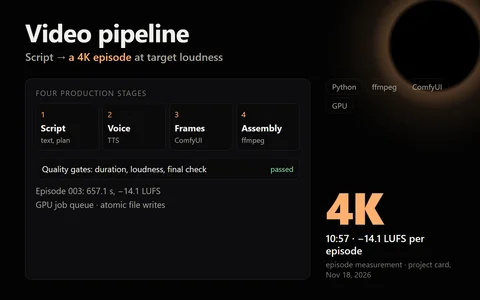 Video pipeline
Script → a 4K episode at target loudness
FOUR PRODUCTION STAGES
1
Script
text, plan
2
Voice
TTS
3
Frames
ComfyUI
4
Assembly
ffmpeg
Quality gates: duration, loudness, final check passed
Episode 003: 657.1 s, −14.1 LUFS
GPU job queue · atomic file writes
Python ffmpeg ComfyUI
GPU
4K
10:57 · −14.1 LUFS per
episode
episode measurement · project card,
Nov 18, 2026